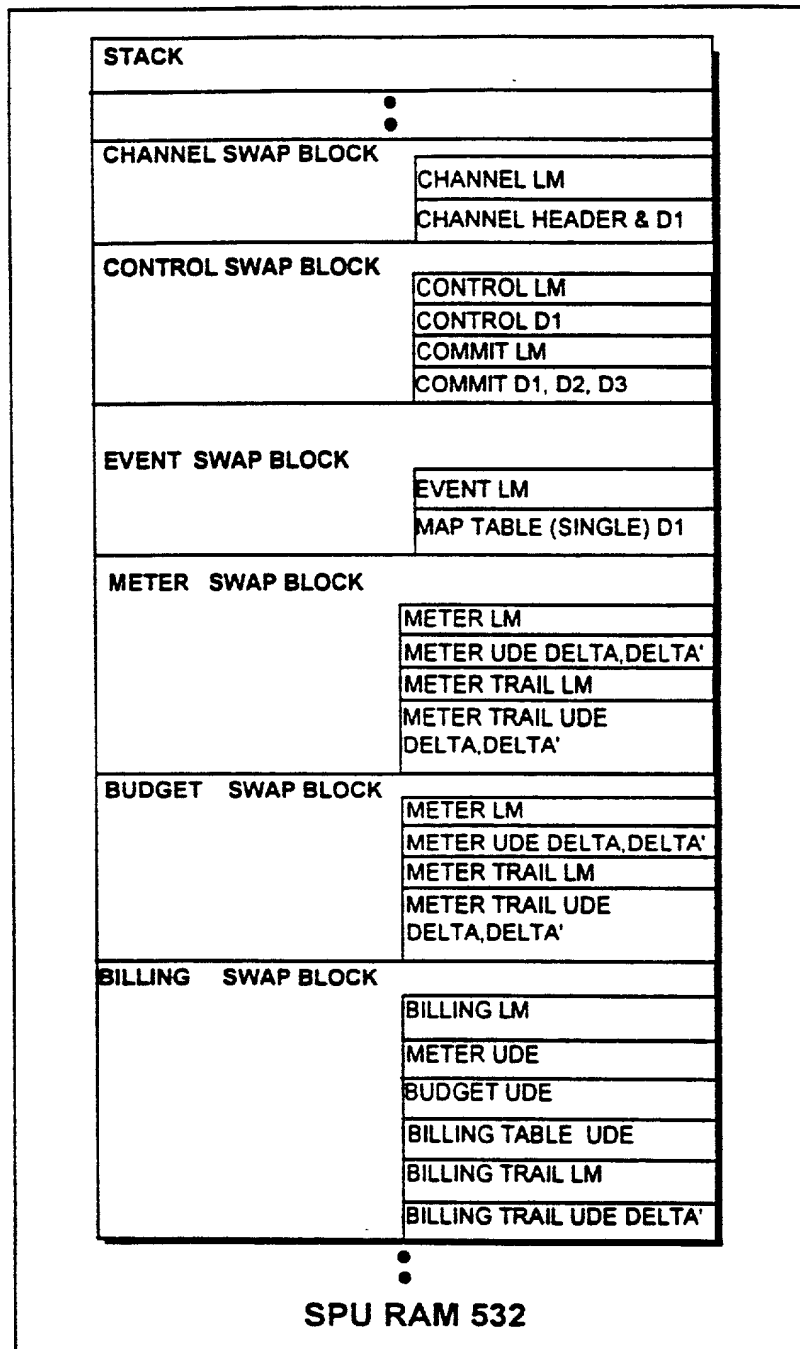 STACK
CHANNEL SWAP BLOCK
CHANNEL LM
CHANNEL HEADER & D1
CONTROL SWAP BLOCK
CONTROL LM
CONTROL D1
COMMIT LM
COMMIT D1, D2, D3
EVENT SWAP BLOCK
EVENT LM
MAP TABLE (SINGLE) D1
METER SWAP BLOCK
METER LM
METER UDE DELTA,DELTA'
METER TRAIL LM
METER TRAIL UDE
DELTA,DELTA'
BUDGET SWAP BLOCK
METER LM
METER UDE DELTA,DELTA'
METER TRAIL LM
METER TRAIL UDE
DELTA,DELTA'
BILLING SWAP BLOCK
BILLING LM
METER UDE
BUDGET UDE
BILLING TABLE UDE
BILLING TRAIL LM
BILLING TRAIL UDE DELTA'
SPU RAM 532